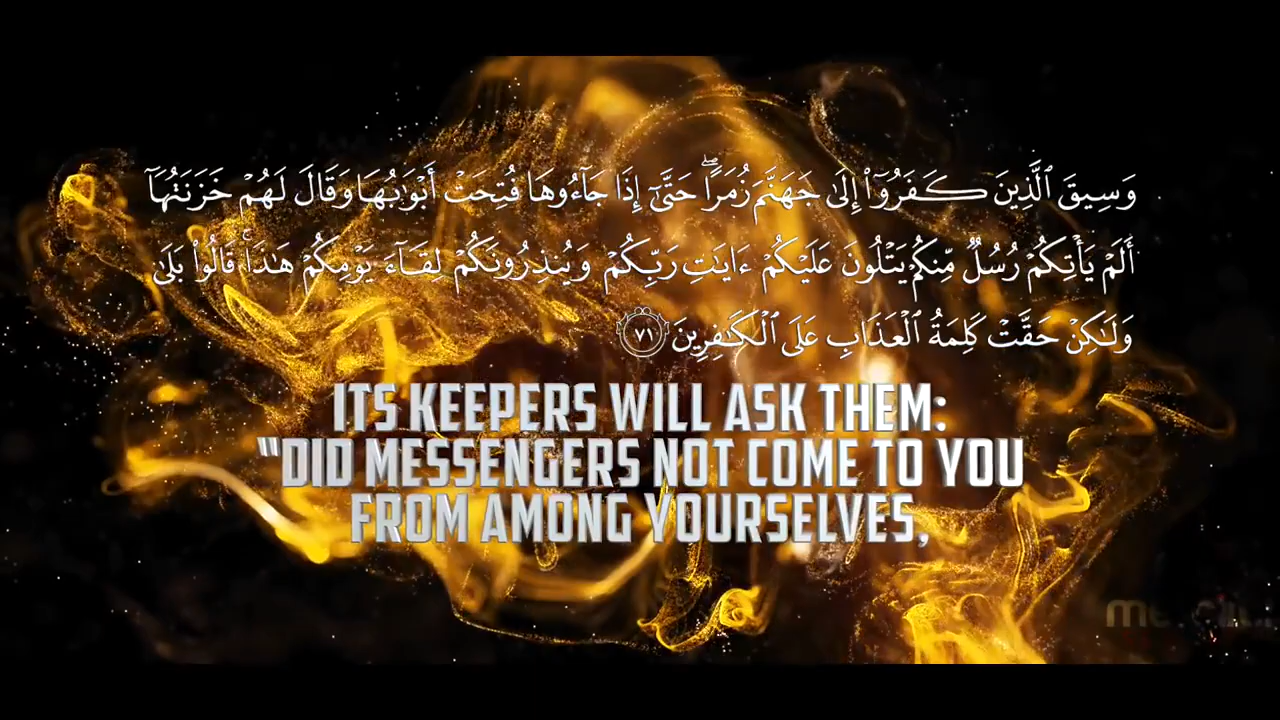 وَسِيقَ ٱلَّذِينَ كَفَرُوٓا۟ إِلَىٰ جَهَنَّمَ زُمَرًا ۖ حَتَّىٰٓ إِذَا جَآءُوهَا فُتِحَتْ أَبْوَٰبُهَا وَقَالَ لَهُمْ خَزَنَتُهَآ
أَلَمْ يَأْتِكُمْ رُسُلٌ مِّنكُمْ يَتْلُونَ عَلَيْكُمْ ءَايَٰتِ رَبِّكُمْ وَيُنذِرُونَكُمْ لِقَآءَ يَوْمِكُمْ هَٰذَا ۚ قَالُوا۟ بَلَىٰ
وَلَٰكِنْ حَقَّتْ كَلِمَةُ ٱلْعَذَابِ عَلَى ٱلْكَٰفِرِينَ ٧١
ITS KEEPERS WILL ASK THEM:
“DID MESSENGERS NOT COME TO YOU
FROM AMONG YOURSELVES,